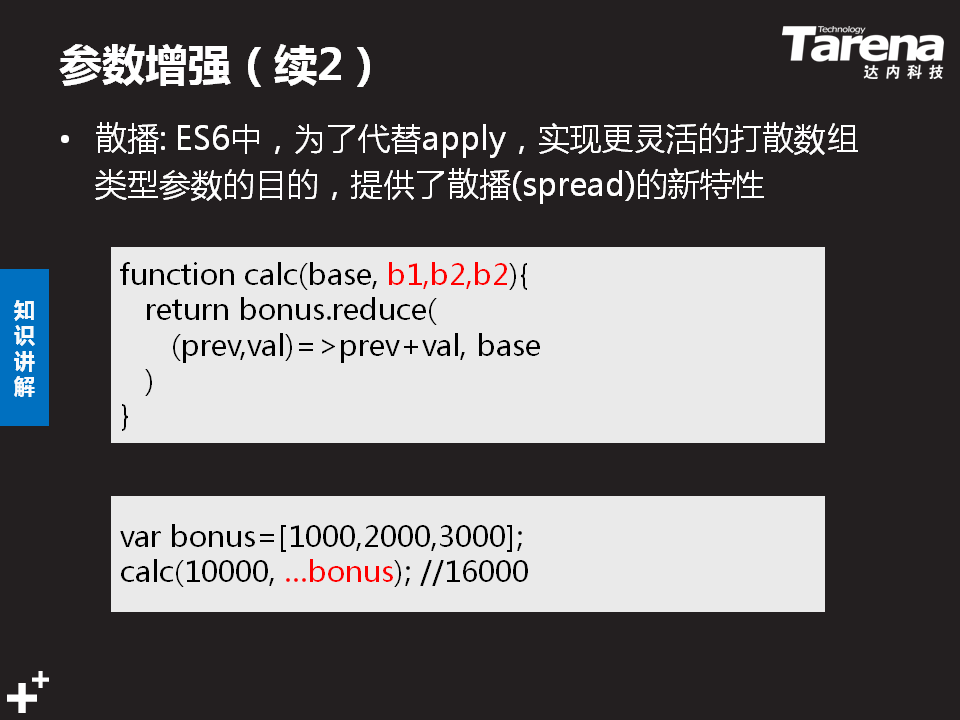 参数增强（续2）
Technology
Tarena
达内科技
• 散播: ES6中，为了代替apply，实现更灵活的打散数组
类型参数的目的，提供了散播(spread)的新特性
function calc(base, b1,b2,b2){
return bonus.reduce(
(prev,val)=>prev+val, base
)
}
知
识
讲
解
var bonus=[1000,2000,3000];
calc(10000, ...bonus); //16000